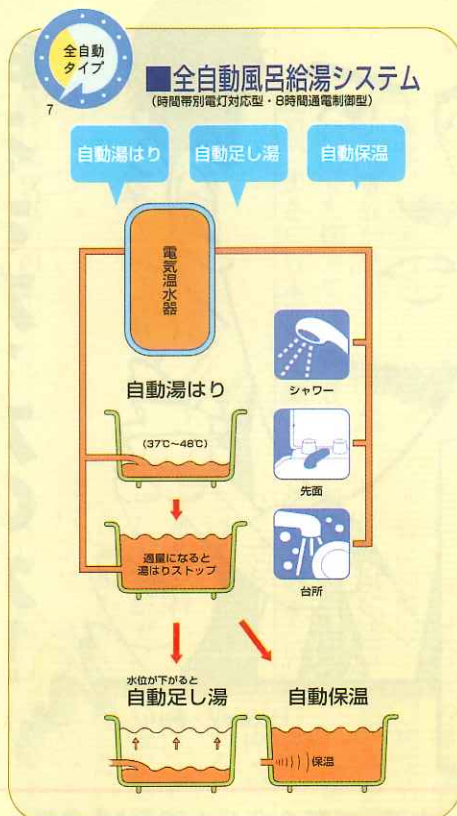 全自動
タイプ
7
■全自動風呂給湯システム
(時間帯別電灯対応型・8時間通電制御型)
自動湯はり
自動足し湯
自動保温
電気温水器
自動湯はり
(37℃〜48℃)
適量になると
湯はりストップ
シャワー
先面
台所
水位が下がると
自動足し湯
自動保温
保温